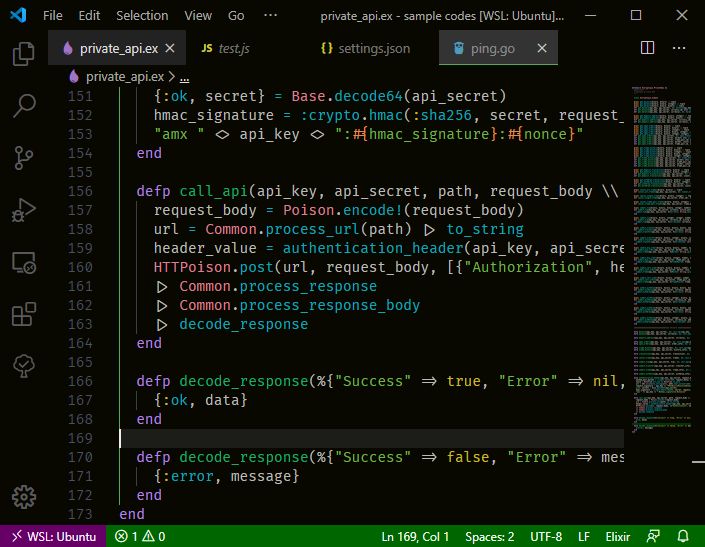 File Edit Selection View Go ··· private_api.ex - sample codes [WSL: Ubuntu]...
private_api.ex JS test.js {} settings.json ping.go ···
private_api.ex > ...
151 {:ok, secret} = Base.decode64(api_secret)
152 hmac_signature = :crypto.hmac(:sha256, secret, request_
153 "amx " <> api_key <> ":#{hmac_signature}:#{nonce}"
154 end
155
156 defp call_api(api_key, api_secret, path, request_body \\
157 request_body = Poison.encode!(request_body)
158 url = Common.process_url(path) |> to_string
159 header_value = authentication_header(api_key, api_secre
160 HTTPoison.post(url, request_body, [{"Authorization", he
161 |> Common.process_response
162 |> Common.process_response_body
163 |> decode_response
164 end
165
166 defp decode_response(%{"Success" => true, "Error" => nil,
167 {:ok, data}
168 end
169
170 defp decode_response(%{"Success" => false, "Error" => mes
171 {:error, message}
172 end
173 end
WSL: Ubuntu 1 0 Ln 169, Col 1 Spaces: 2 UTF-8 LF Elixir